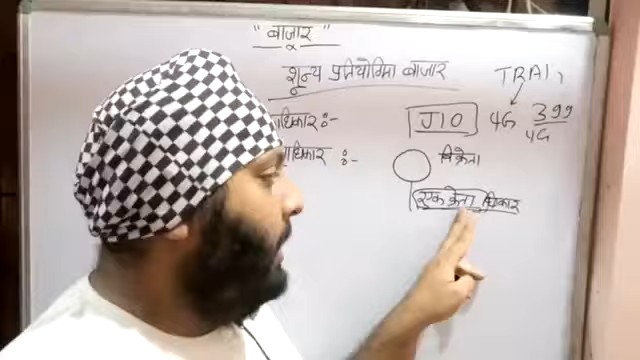 " बाजार "
शून्य प्रतियोगिता बाजार
TRAI,
ाधिकार :-
JIO 4G 399
4G
ाधिकार :-
विक्रेता
एक क्रेता धिकार